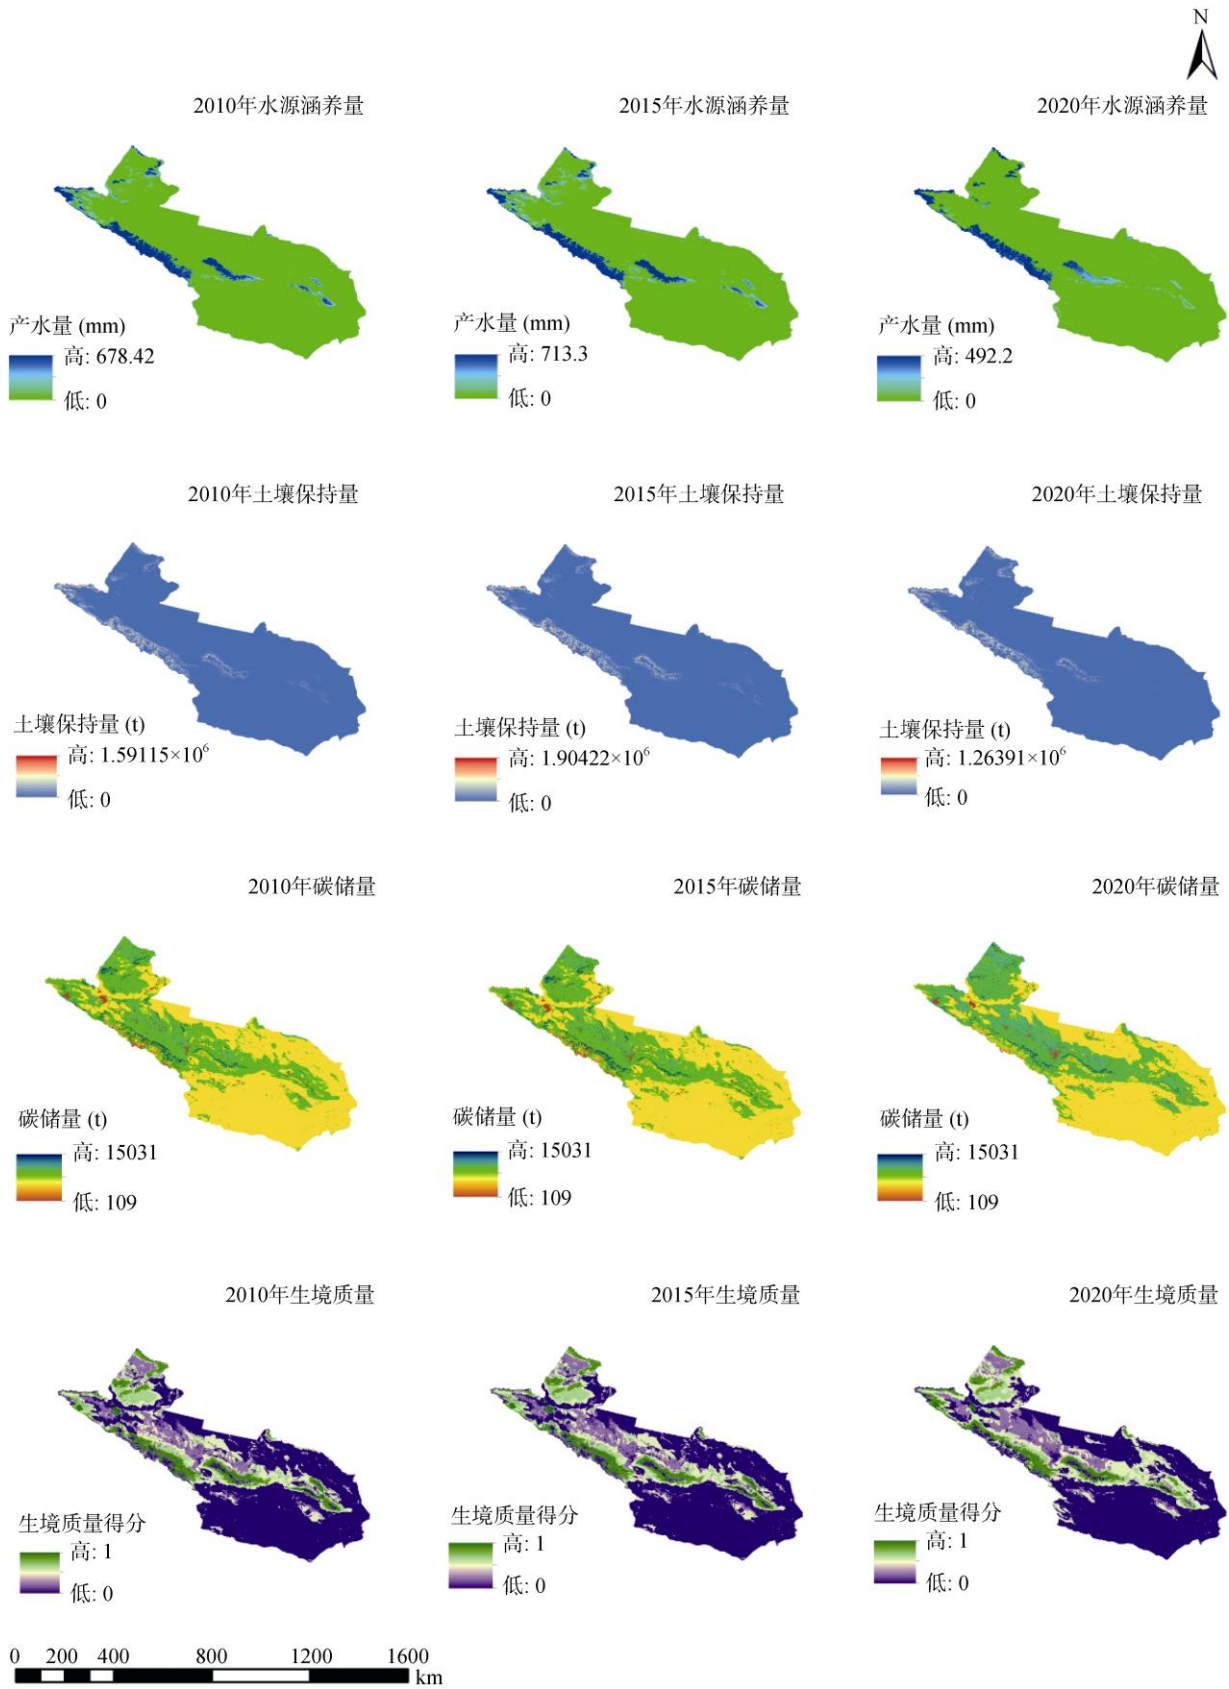 N
2010年水源涵养量
2015年水源涵养量
2020年水源涵养量
产水量 (mm)
高: 678.42
低: 0
产水量 (mm)
高: 713.3
低: 0
产水量 (mm)
高: 492.2
低: 0
2010年土壤保持量
2015年土壤保持量
2020年土壤保持量
土壤保持量 (t)
高: 1.59115×10⁶
低: 0
土壤保持量 (t)
高: 1.90422×10⁶
低: 0
土壤保持量 (t)
高: 1.26391×10⁶
低: 0
2010年碳储量
2015年碳储量
2020年碳储量
碳储量 (t)
高: 15031
低: 109
碳储量 (t)
高: 15031
低: 109
碳储量 (t)
高: 15031
低: 109
2010年生境质量
2015年生境质量
2020年生境质量
生境质量得分
高: 1
低: 0
生境质量得分
高: 1
低: 0
生境质量得分
高: 1
低: 0
0 200 400 800 1200 1600
km